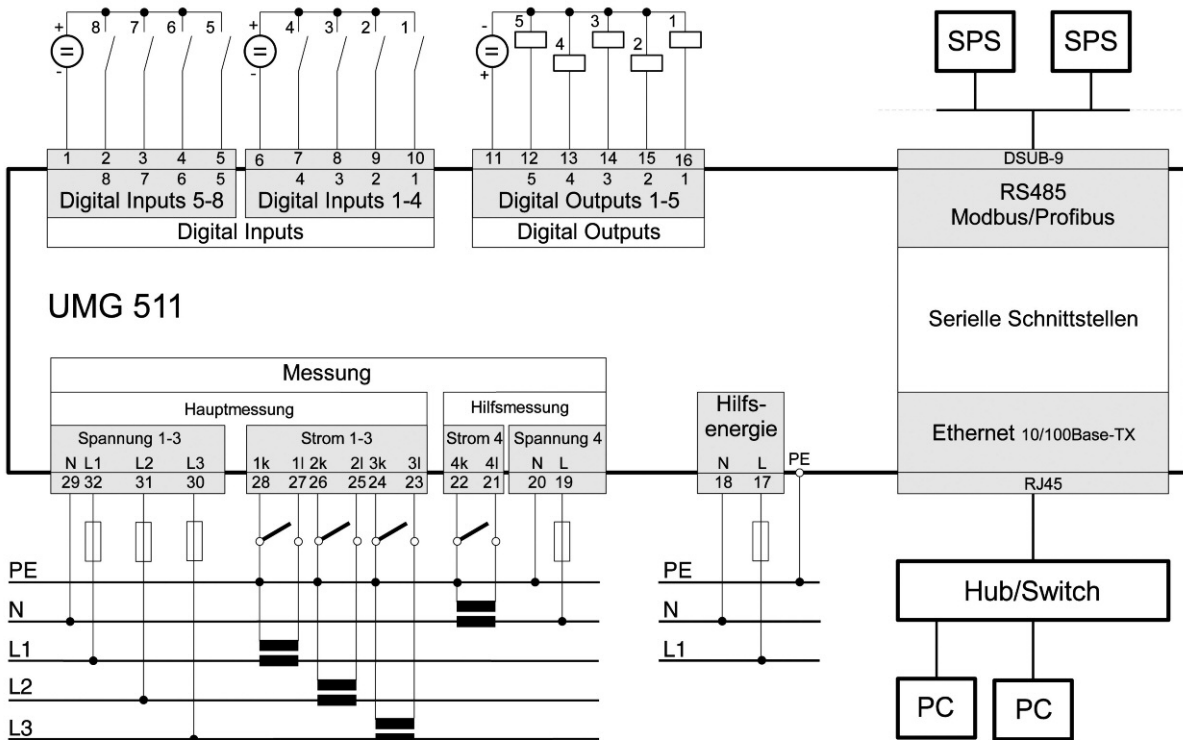 + 8 7 6 5 + 4 3 2 1 - 5 3 1
= = = 4 2
- - +
SPS SPS
1 2 3 4 5 6 7 8 9 10 11 12 13 14 15 16
8 7 6 5 4 3 2 1 5 4 3 2 1
Digital Inputs 5-8 Digital Inputs 1-4 Digital Outputs 1-5
Digital Inputs Digital Outputs
DSUB-9
RS485
Modbus/Profibus
UMG 511
Serielle Schnittstellen
Messung
Hauptmessung Hilfsmessung
Spannung 1-3 Strom 1-3 Strom 4 Spannung 4
N L1 L2 L3 1k 1l 2k 2l 3k 3l 4k 4l N L
29 32 31 30 28 27 26 25 24 23 22 21 20 19
Hilfs-
energie
N L PE
18 17
Ethernet 10/100Base-TX
RJ45
PE
N
L1
L2
L3
PE
N
L1
Hub/Switch
PC PC